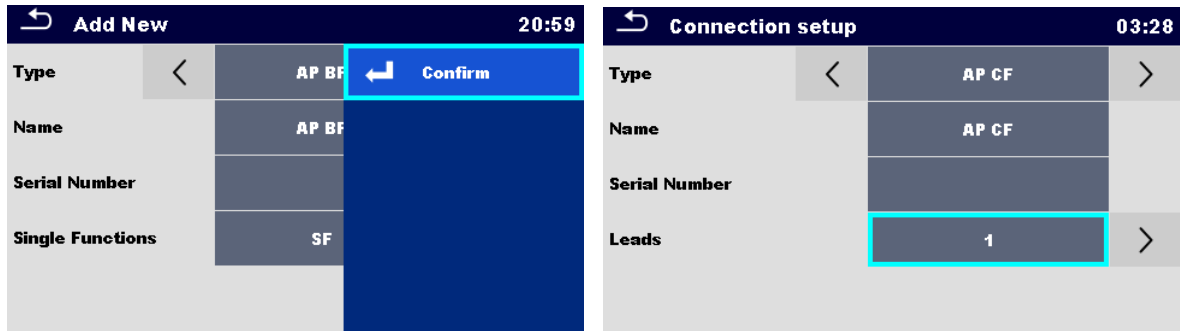 Add New 20:59
Type AP BF Confirm
Name AP BF
Serial Number
Single Functions SF
Connection setup 03:28
Type AP CF
Name AP CF
Serial Number
Leads 1